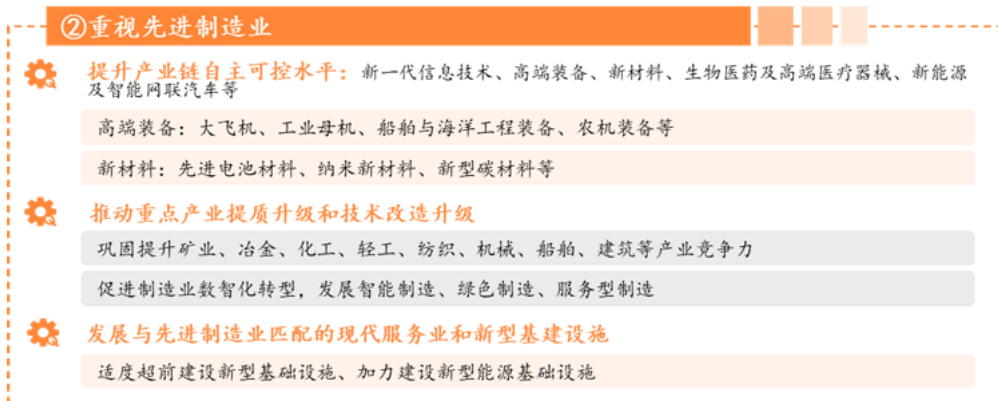 ②重视先进制造业
提升产业链自主可控水平：新一代信息技术、高端装备、新材料、生物医药及高端医疗器械、新能源
及智能网联汽车等
高端装备：大飞机、工业母机、船舶与海洋工程装备、农机装备等
新材料：先进电池材料、纳米新材料、新型碳材料等
推动重点产业提质升级和技术改造升级
巩固提升矿业、冶金、化工、轻工、纺织、机械、船舶、建筑等产业竞争力
促进制造业数智化转型，发展智能制造、绿色制造、服务型制造
发展与先进制造业匹配的现代服务业和新型基建设施
适度超前建设新型基础设施、加力建设新型能源基础设施